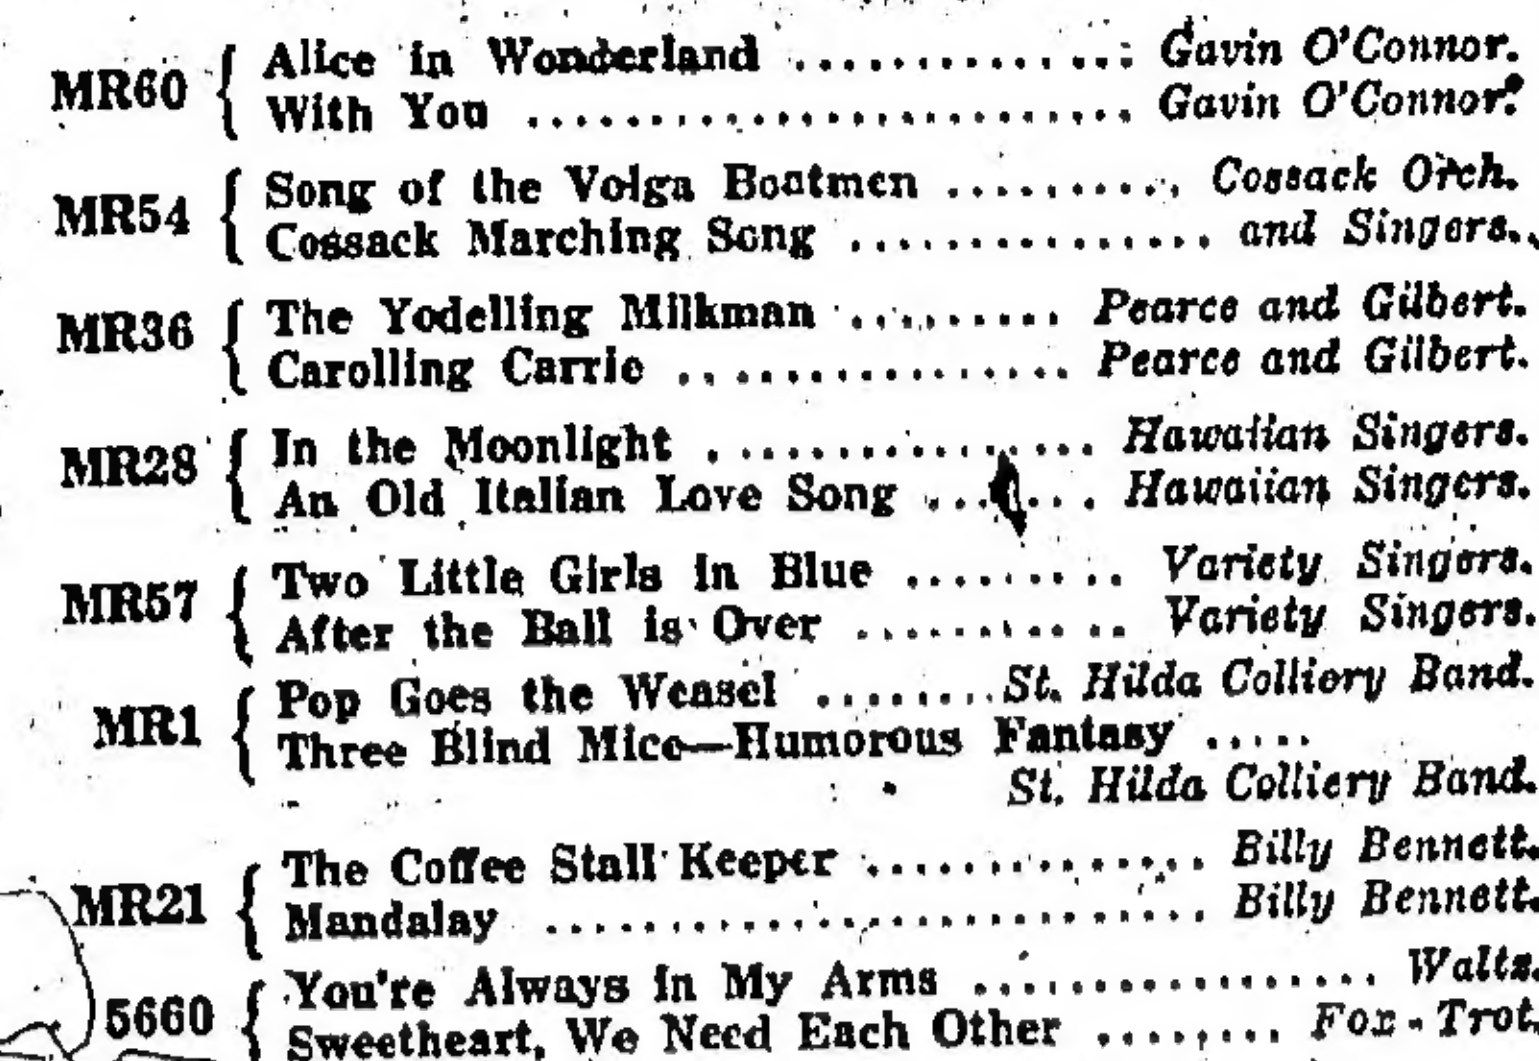 MR60 { Alice in Wonderland .............. Gavin O'Connor.
With You ........................ Gavin O'Connor.
MR54 { Song of the Volga Boatmen .......... Cossack Orch.
Cossack Marching Song ............... and Singers.
MR36 { The Yodelling Milkman ......... Pearce and Gilbert.
Carolling Carrie ............... Pearce and Gilbert.
MR28 { In the Moonlight ................ Hawaiian Singers.
An Old Italian Love Song ....... Hawaiian Singers.
MR57 { Two Little Girls in Blue ......... Variety Singers.
After the Ball is Over ........... Variety Singers.
MR1 { Pop Goes the Weasel ........ St. Hilda Colliery Band.
Three Blind Mice—Humorous Fantasy .....
St. Hilda Colliery Band.
MR21 { The Coffee Stall Keeper .............. Billy Bennett.
Mandalay .......................... Billy Bennett.
5660 { You're Always in My Arms ................ Waltz.
Sweetheart, We Need Each Other ........ Fox-Trot.